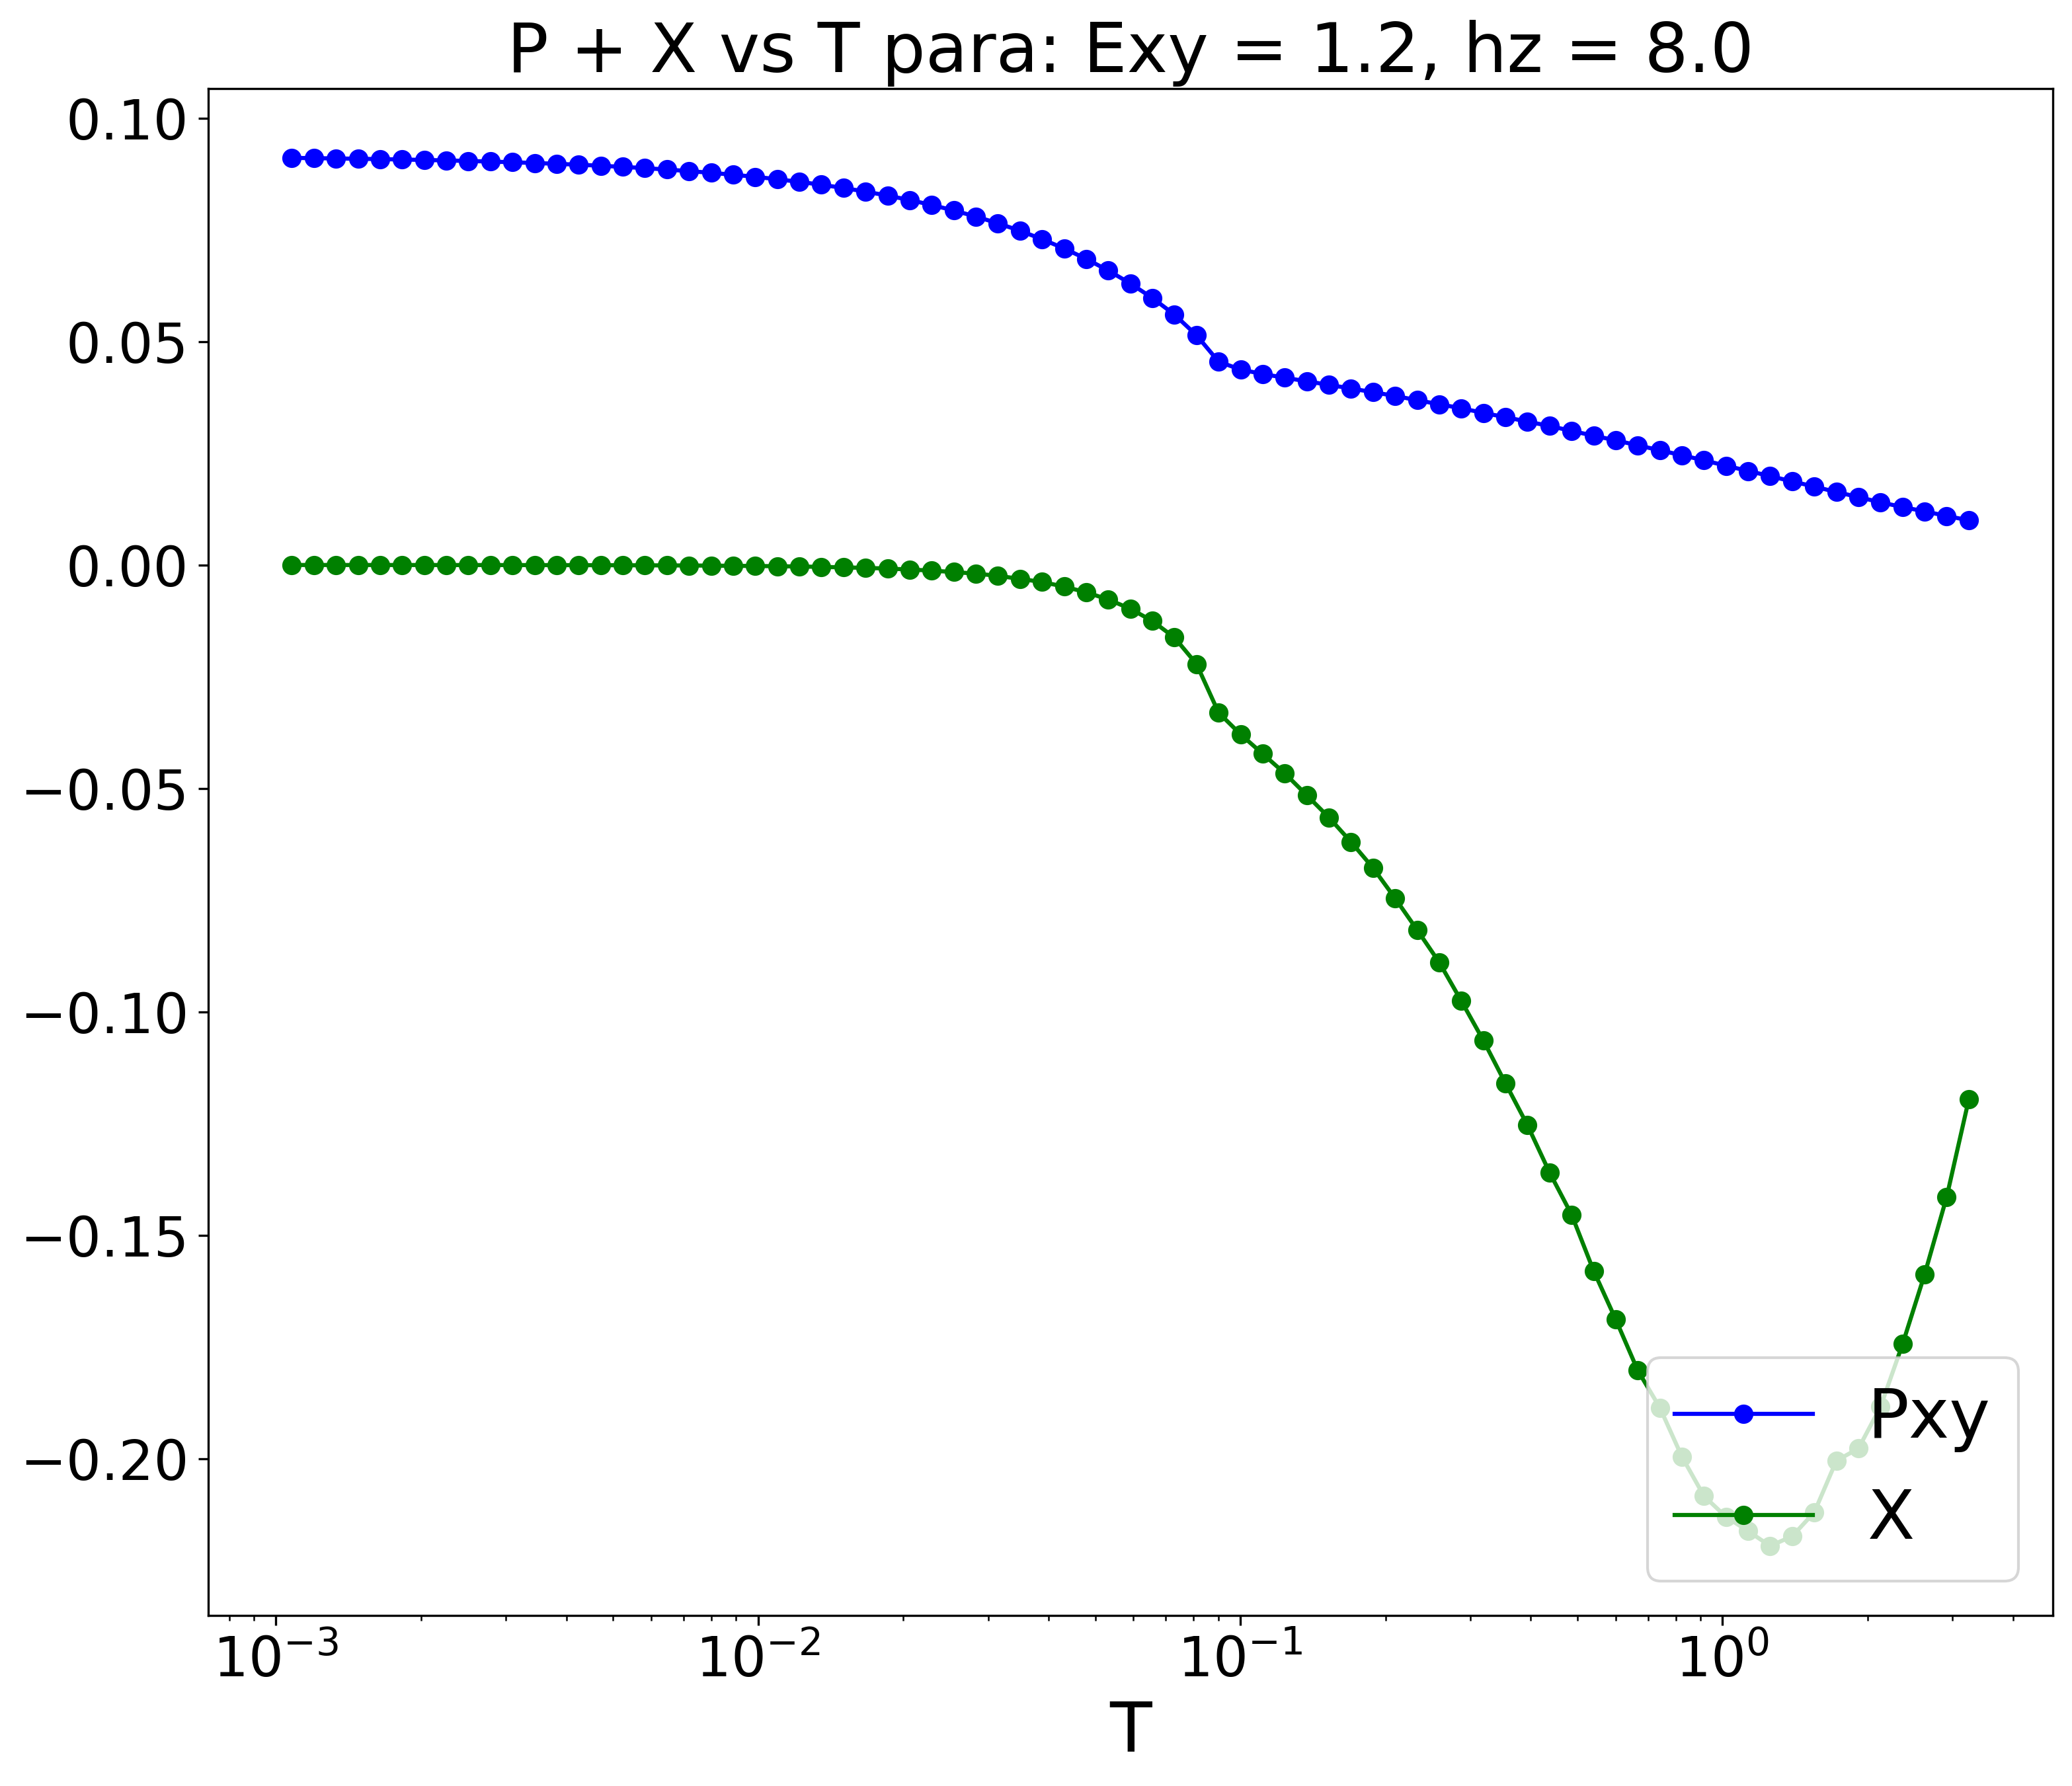 P + X vs T para: Exy = 1.2, hz = 8.0
0.10
0.05
0.00
−0.05
−0.10
−0.15
−0.20
Pxy
X
10⁻³ 10⁻² 10⁻¹ 10⁰
T